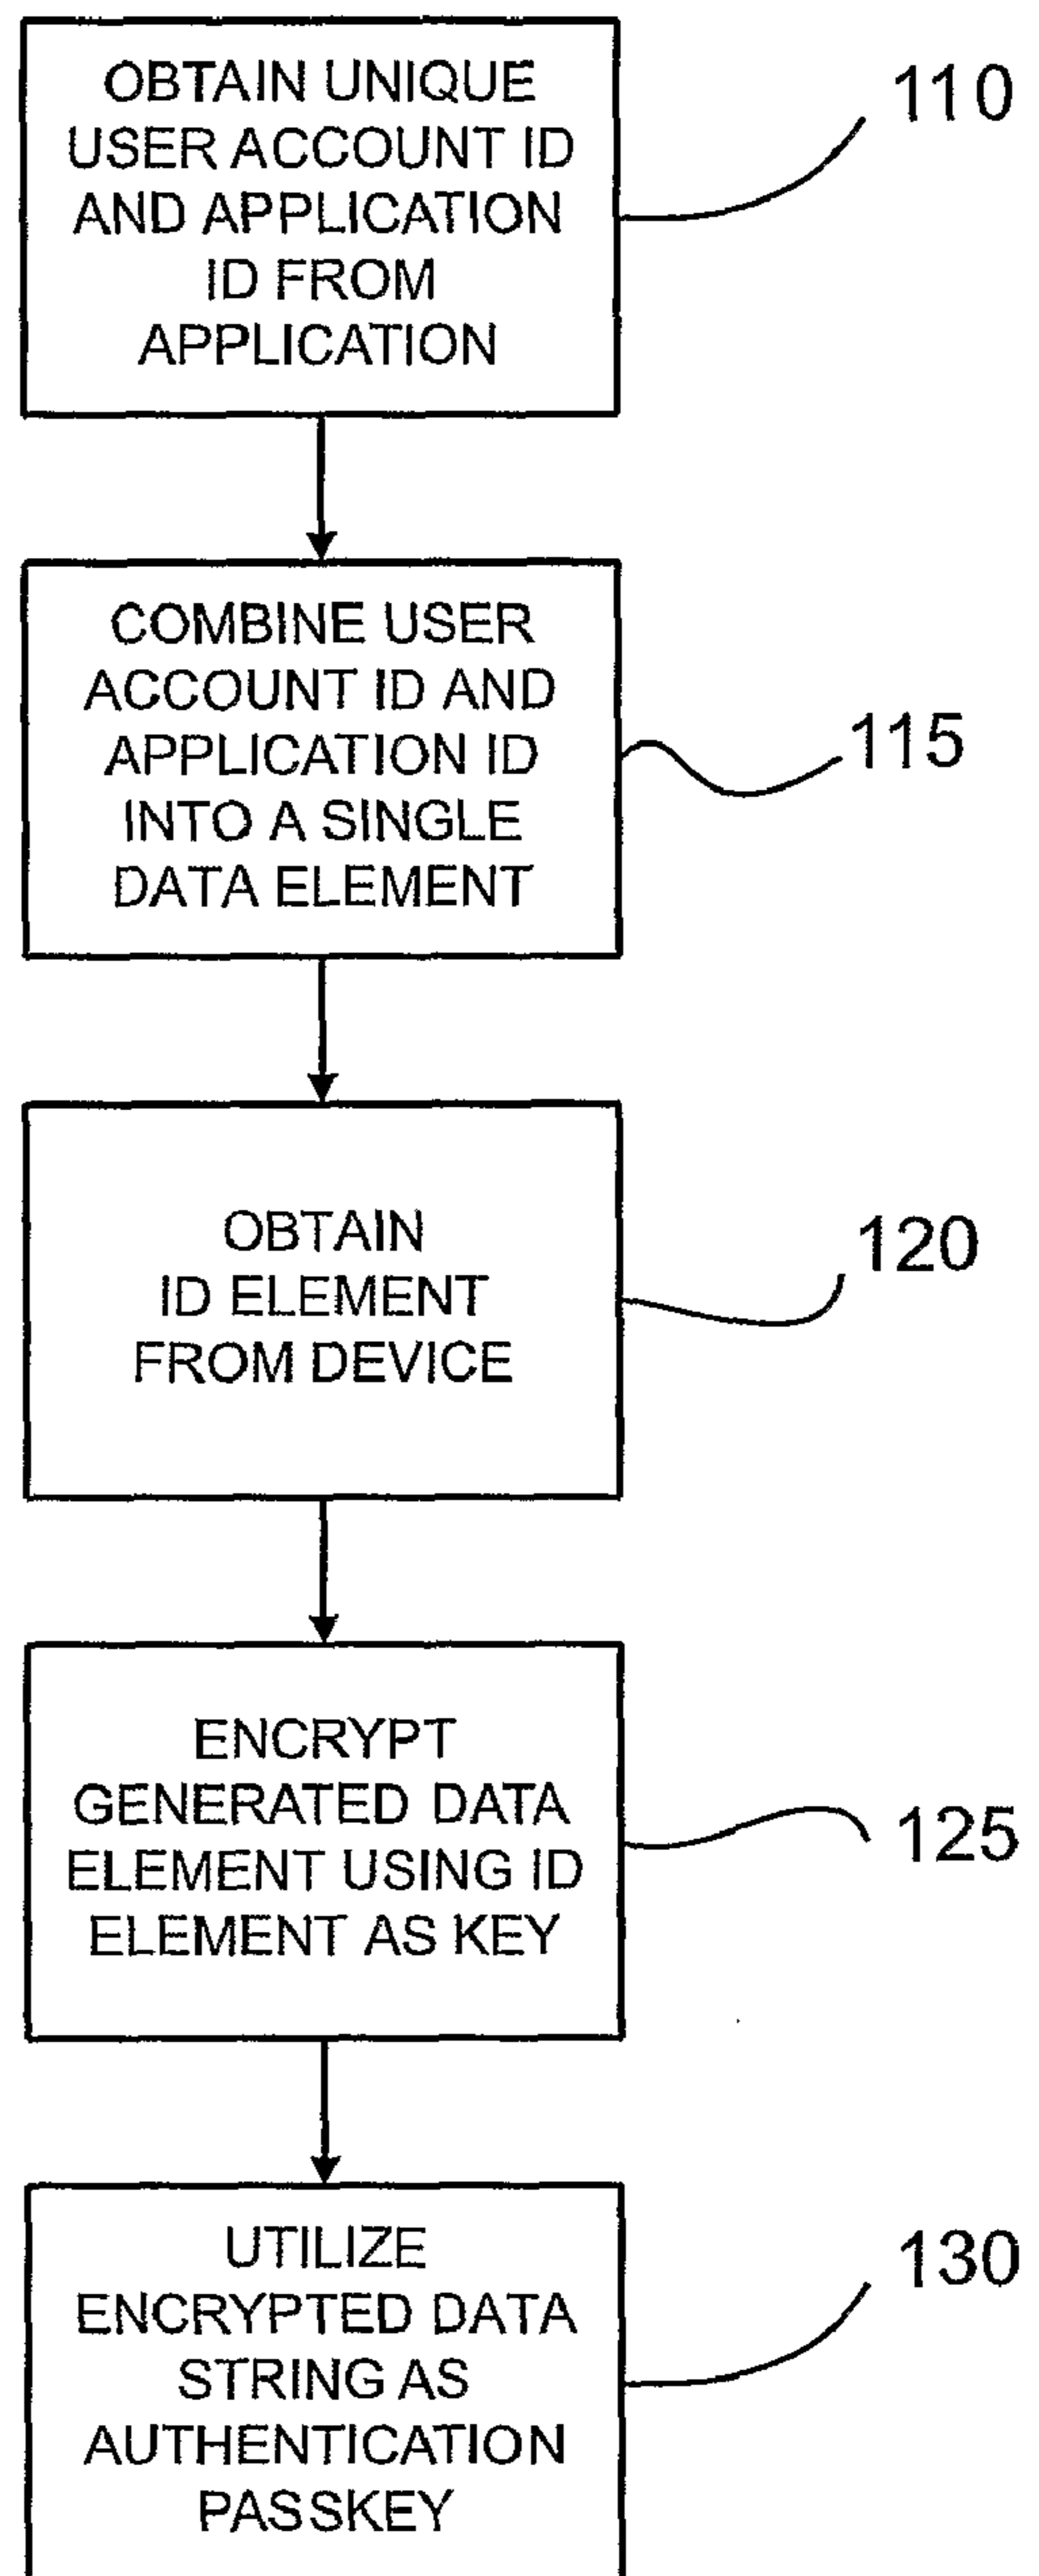 OBTAIN UNIQUE
USER ACCOUNT ID
AND APPLICATION
ID FROM
APPLICATION
110
COMBINE USER
ACCOUNT ID AND
APPLICATION ID
INTO A SINGLE
DATA ELEMENT
115
OBTAIN
ID ELEMENT
FROM DEVICE
120
ENCRYPT
GENERATED DATA
ELEMENT USING ID
ELEMENT AS KEY
125
UTILIZE
ENCRYPTED DATA
STRING AS
AUTHENTICATION
PASSKEY
130